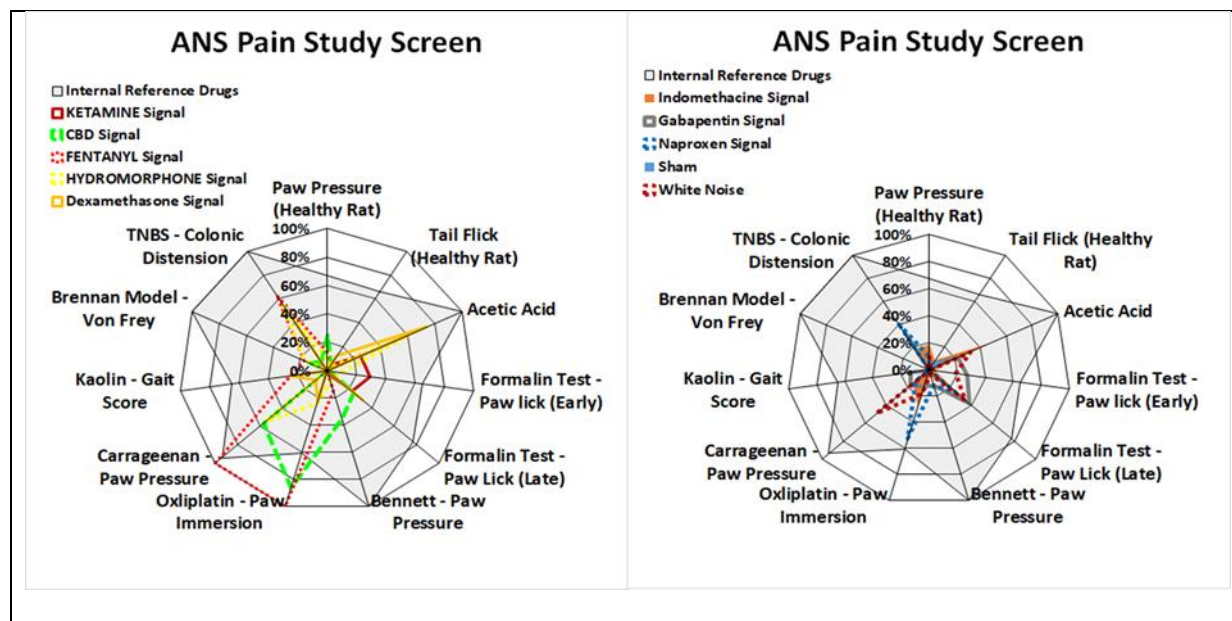 ANS Pain Study Screen
Internal Reference Drugs
KETAMINE Signal
CBD Signal
FENTANYL Signal
HYDROMORPHONE Signal
Dexamethasone Signal
Paw Pressure
(Healthy Rat)
Tail Flick
(Healthy Rat)
Acetic Acid
Formalin Test -
Paw lick (Early)
Formalin Test -
Paw Lick (Late)
Bennett - Paw
Pressure
Oxliplatin - Paw
Immersion
Carrageenan -
Paw Pressure
Kaolin - Gait
Score
Brennan Model -
Von Frey
TNBS - Colonic
Distension
100%
80%
60%
40%
20%
0%
ANS Pain Study Screen
Internal Reference Drugs
Indomethacine Signal
Gabapentin Signal
Naproxen Signal
Sham
White Noise
Paw Pressure
(Healthy Rat)
Tail Flick (Healthy
Rat)
Acetic Acid
Formalin Test -
Paw lick (Early)
Formalin Test -
Paw Lick (Late)
Bennett - Paw
Pressure
Oxliplatin - Paw
Immersion
Carrageenan -
Paw Pressure
Kaolin - Gait
Score
Brennan Model -
Von Frey
TNBS - Colonic
Distension
100%
80%
60%
40%
20%
0%